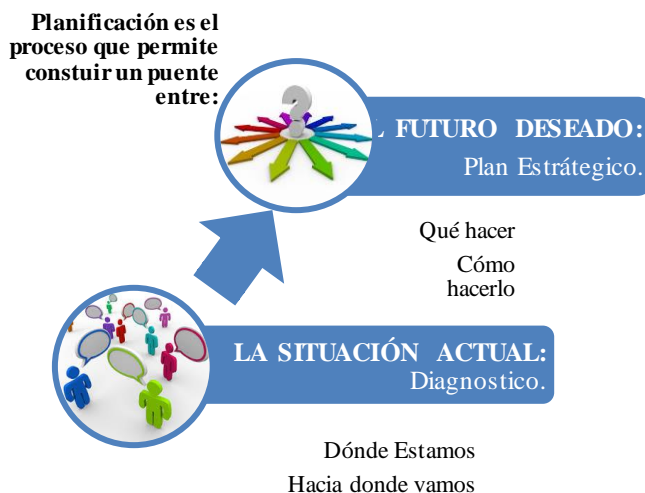 Planificación es el
proceso que permite
constuir un puente
entre:
L FUTURO DESEADO:
Plan Estrátegico.
Qué hacer
Cómo
hacerlo
LA SITUACIÓN ACTUAL:
Diagnostico.
Dónde Estamos
Hacia donde vamos